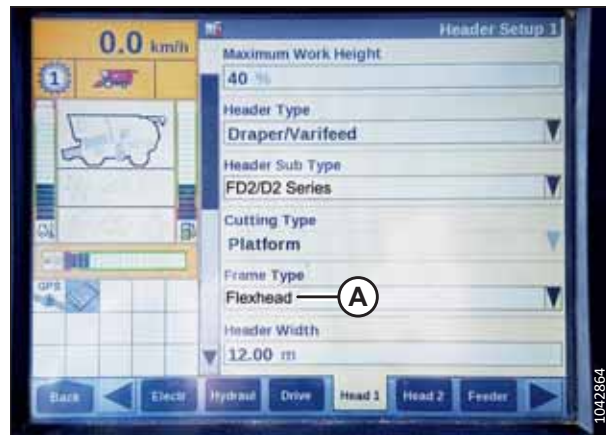 0.0 km/h
Header Setup 1
Maximum Work Height
40 %
1
Header Type
Draper/Varifeed
Header Sub Type
FD2/D2 Series
Cutting Type
Platform
Frame Type
Flexhead
A
GPS
Header Width
12.00 m
Back
Electr
Hydraul
Drive
Head 1
Head 2
Feeder
1042864